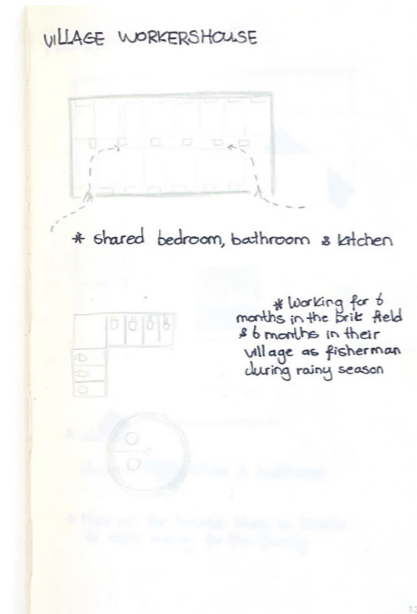 VILLAGE WORKERSHOUSE
* shared bedroom, bathroom & kitchen
* Working for 6
months in the brik field
& 6 months in their
village as fisherman
during rainy season